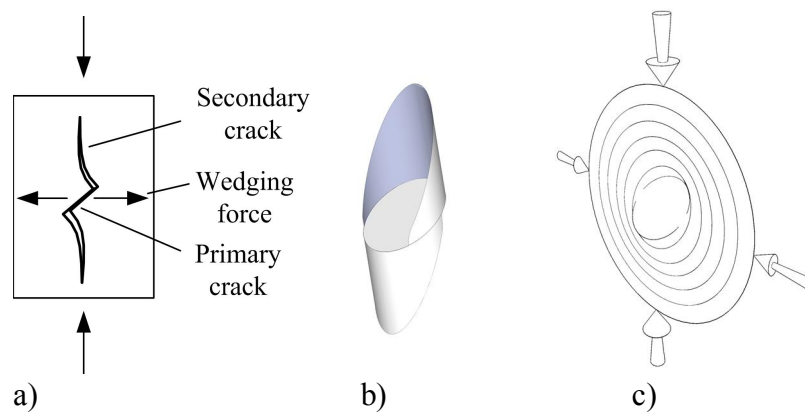 Secondary
crack
Wedging
force
Primary
crack
a)
b)
c)